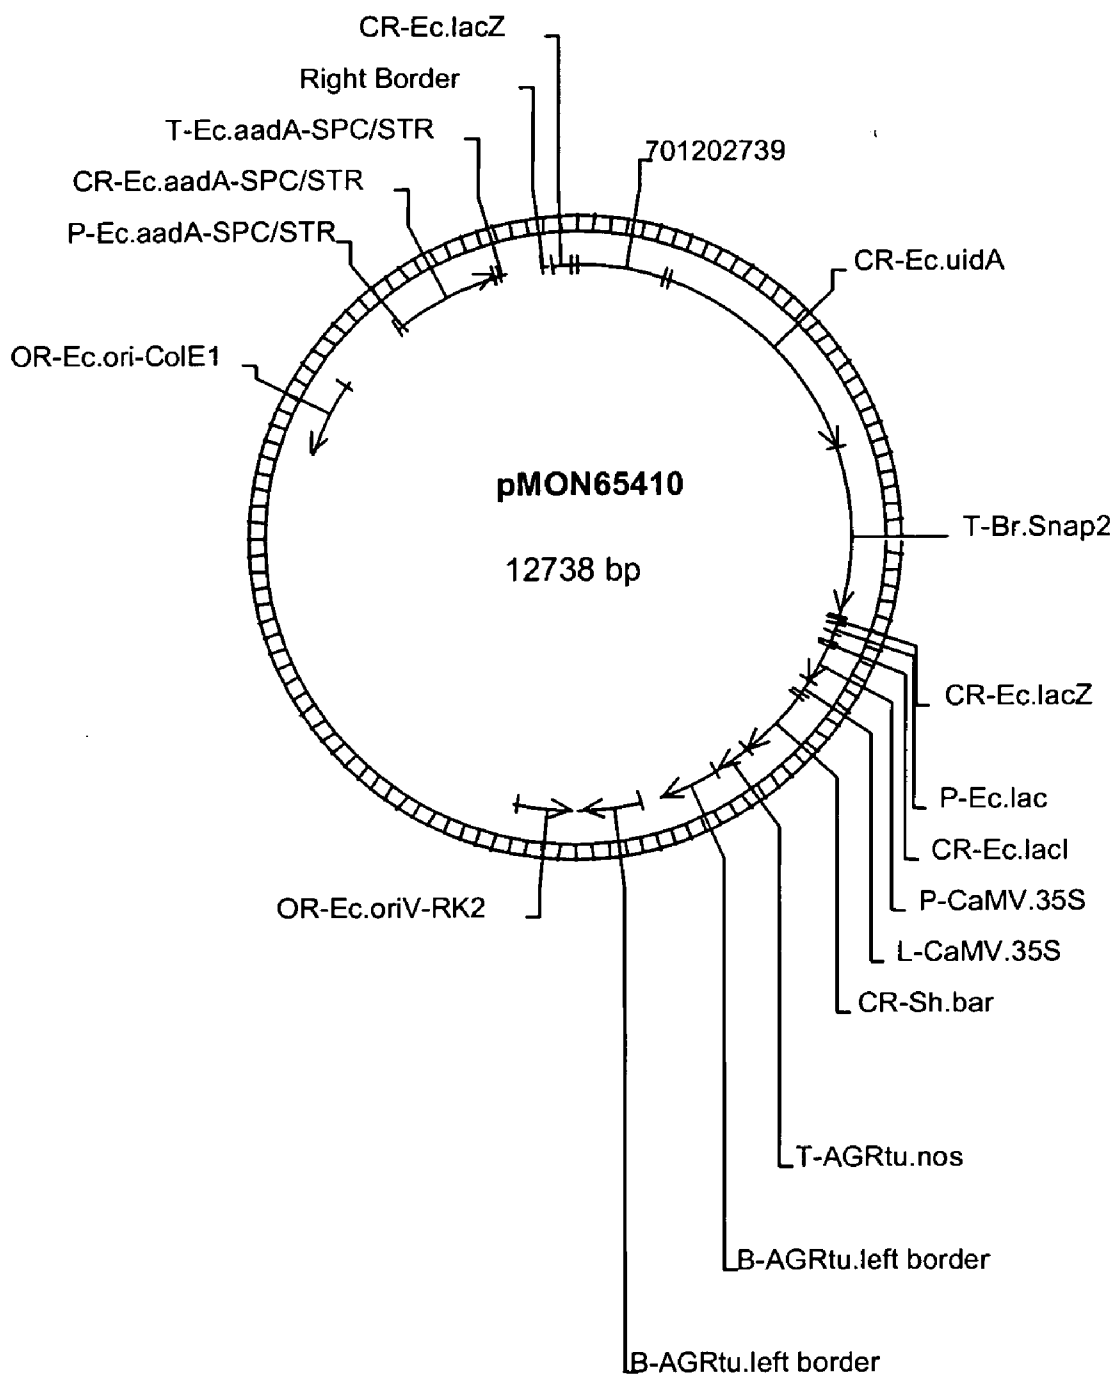 CR-Ec.lacZ
Right Border
T-Ec.aadA-SPC/STR
701202739
CR-Ec.aadA-SPC/STR
P-Ec.aadA-SPC/STR
CR-Ec.uidA
OR-Ec.ori-ColE1
pMON65410
T-Br.Snap2
12738 bp
CR-Ec.lacZ
P-Ec.lac
CR-Ec.lacI
OR-Ec.oriV-RK2
P-CaMV.35S
L-CaMV.35S
CR-Sh.bar
T-AGRtu.nos
B-AGRtu.left border
B-AGRtu.left border